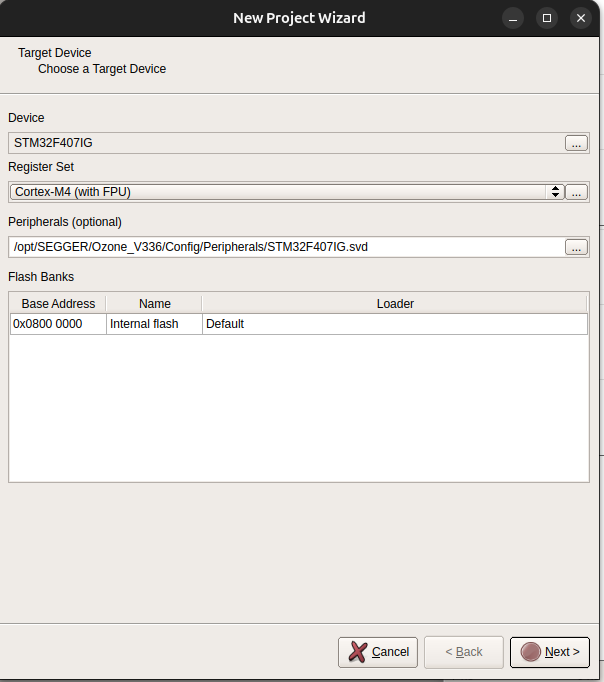 New Project Wizard
Target Device
Choose a Target Device
Device
STM32F407IG
...
Register Set
Cortex-M4 (with FPU)
...
Peripherals (optional)
/opt/SEGGER/Ozone_V336/Config/Peripherals/STM32F407IG.svd
...
Flash Banks
Base Address Name Loader
0x0800 0000 Internal flash Default
Cancel < Back Next >